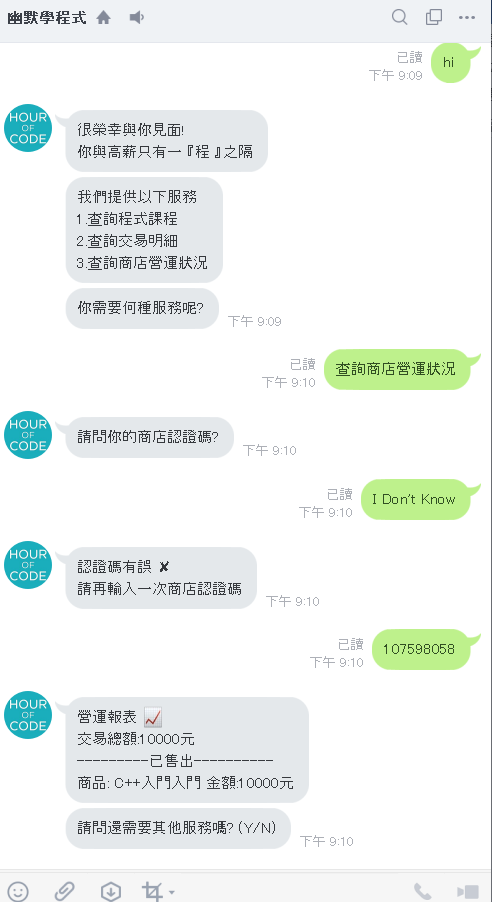 幽默學程式
已讀
下午 9:09
hi
HOUR
OF
CODE
很榮幸與你見面!
你與高薪只有一『程』之隔
我們提供以下服務
1.查詢程式課程
2.查詢交易明細
3.查詢商店營運狀況
你需要何種服務呢?
下午 9:09
已讀
下午 9:10
查詢商店營運狀況
HOUR
OF
CODE
請問你的商店認證碼?
下午 9:10
已讀
下午 9:10
I Don't Know
HOUR
OF
CODE
認證碼有誤 ✘
請再輸入一次商店認證碼
下午 9:10
已讀
下午 9:10
107598058
HOUR
OF
CODE
營運報表 📈
交易總額:10000元
---------已售出----------
商品: C++入門入門 金額:10000元
請問還需要其他服務嗎? (Y/N)
下午 9:10